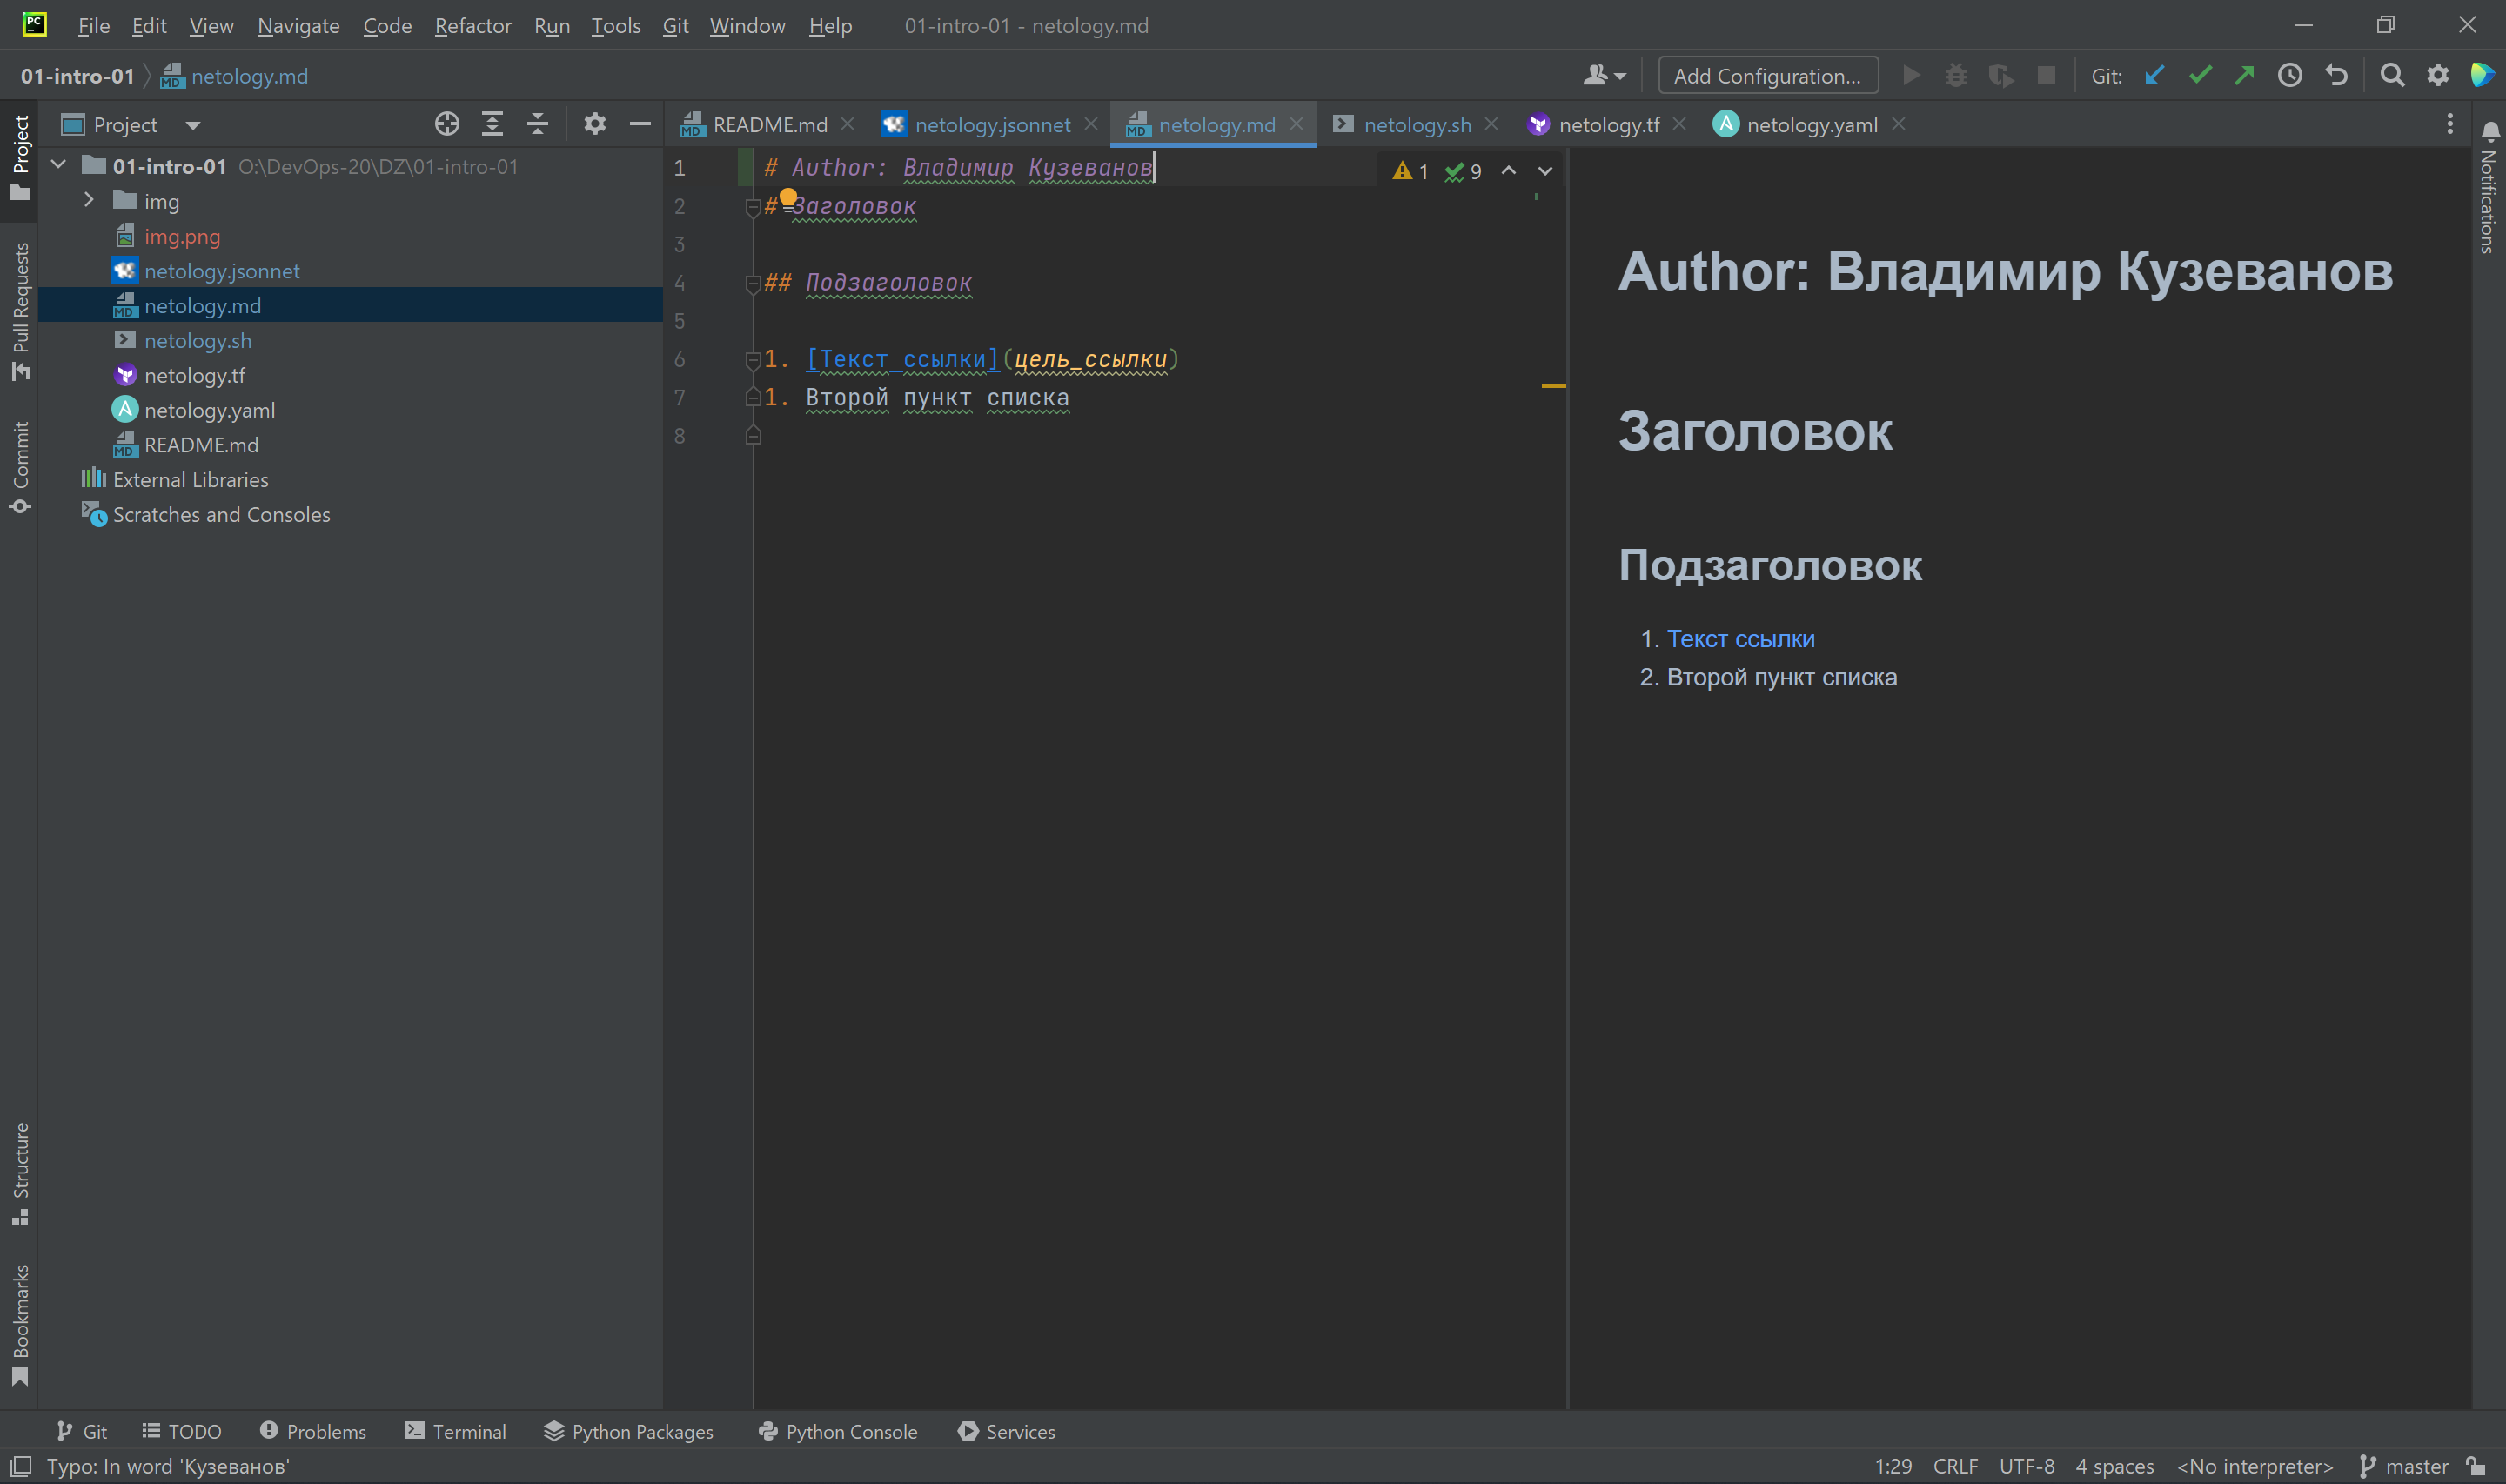 PC
File Edit View Navigate Code Refactor Run Tools Git Window Help 01-intro-01 - netology.md
01-intro-01 netology.md Add Configuration... Git:
Project README.md netology.jsonnet netology.md netology.sh netology.tf netology.yaml
01-intro-01 O:\DevOps-20\DZ\01-intro-01
img
img.png
netology.jsonnet
netology.md
netology.sh
netology.tf
netology.yaml
README.md
External Libraries
Scratches and Consoles
Project
Pull Requests
Commit
Structure
Bookmarks
1 # Author: Владимир Кузеванов
2 # Заголовок
3
4 ## Подзаголовок
5
6 1. [Текст ссылки](цель_ссылки)
7 1. Второй пункт списка
8
1 9
Author: Владимир Кузеванов
Заголовок
Подзаголовок
1. Текст ссылки
2. Второй пункт списка
Notifications
Git TODO Problems Terminal Python Packages Python Console Services
Typo: In word 'Кузеванов' 1:29 CRLF UTF-8 4 spaces <No interpreter> master